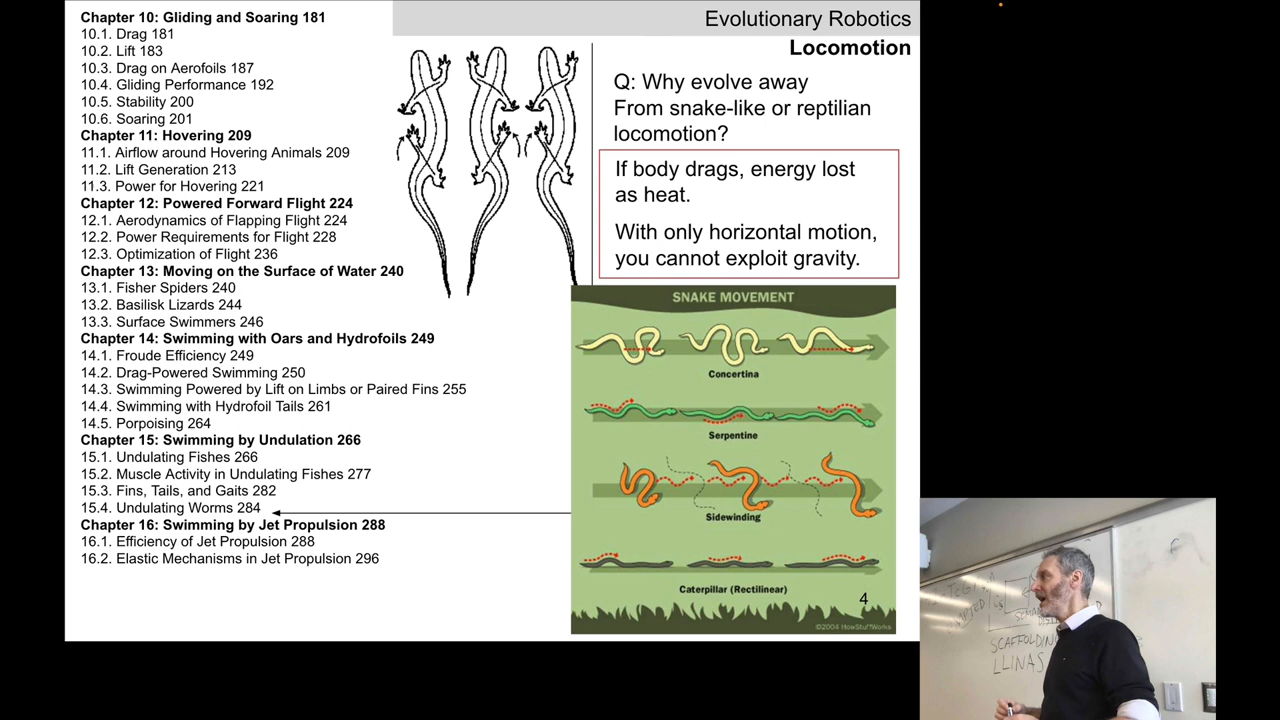 Chapter 10: Gliding and Soaring 181
10.1. Drag 181
10.2. Lift 183
10.3. Drag on Aerofoils 187
10.4. Gliding Performance 192
10.5. Stability 200
10.6. Soaring 201
Chapter 11: Hovering 209
11.1. Airflow around Hovering Animals 209
11.2. Lift Generation 213
11.3. Power for Hovering 221
Chapter 12: Powered Forward Flight 224
12.1. Aerodynamics of Flapping Flight 224
12.2. Power Requirements for Flight 228
12.3. Optimization of Flight 236
Chapter 13: Moving on the Surface of Water 240
13.1. Fisher Spiders 240
13.2. Basilisk Lizards 244
13.3. Surface Swimmers 246
Chapter 14: Swimming with Oars and Hydrofoils 249
14.1. Froude Efficiency 249
14.2. Drag-Powered Swimming 250
14.3. Swimming Powered by Lift on Limbs or Paired Fins 255
14.4. Swimming with Hydrofoil Tails 261
14.5. Porpoising 264
Chapter 15: Swimming by Undulation 266
15.1. Undulating Fishes 266
15.2. Muscle Activity in Undulating Fishes 277
15.3. Fins, Tails, and Gaits 282
15.4. Undulating Worms 284
Chapter 16: Swimming by Jet Propulsion 288
16.1. Efficiency of Jet Propulsion 288
16.2. Elastic Mechanisms in Jet Propulsion 296
Evolutionary Robotics
Locomotion
Q: Why evolve away
From snake-like or reptilian
locomotion?
If body drags, energy lost
as heat.
With only horizontal motion,
you cannot exploit gravity.
SNAKE MOVEMENT
Concertina
Serpentine
Sidewinding
Caterpillar (Rectilinear)
4
©2004 HowStuffWorks
SCAFFOLDING
LLINAS